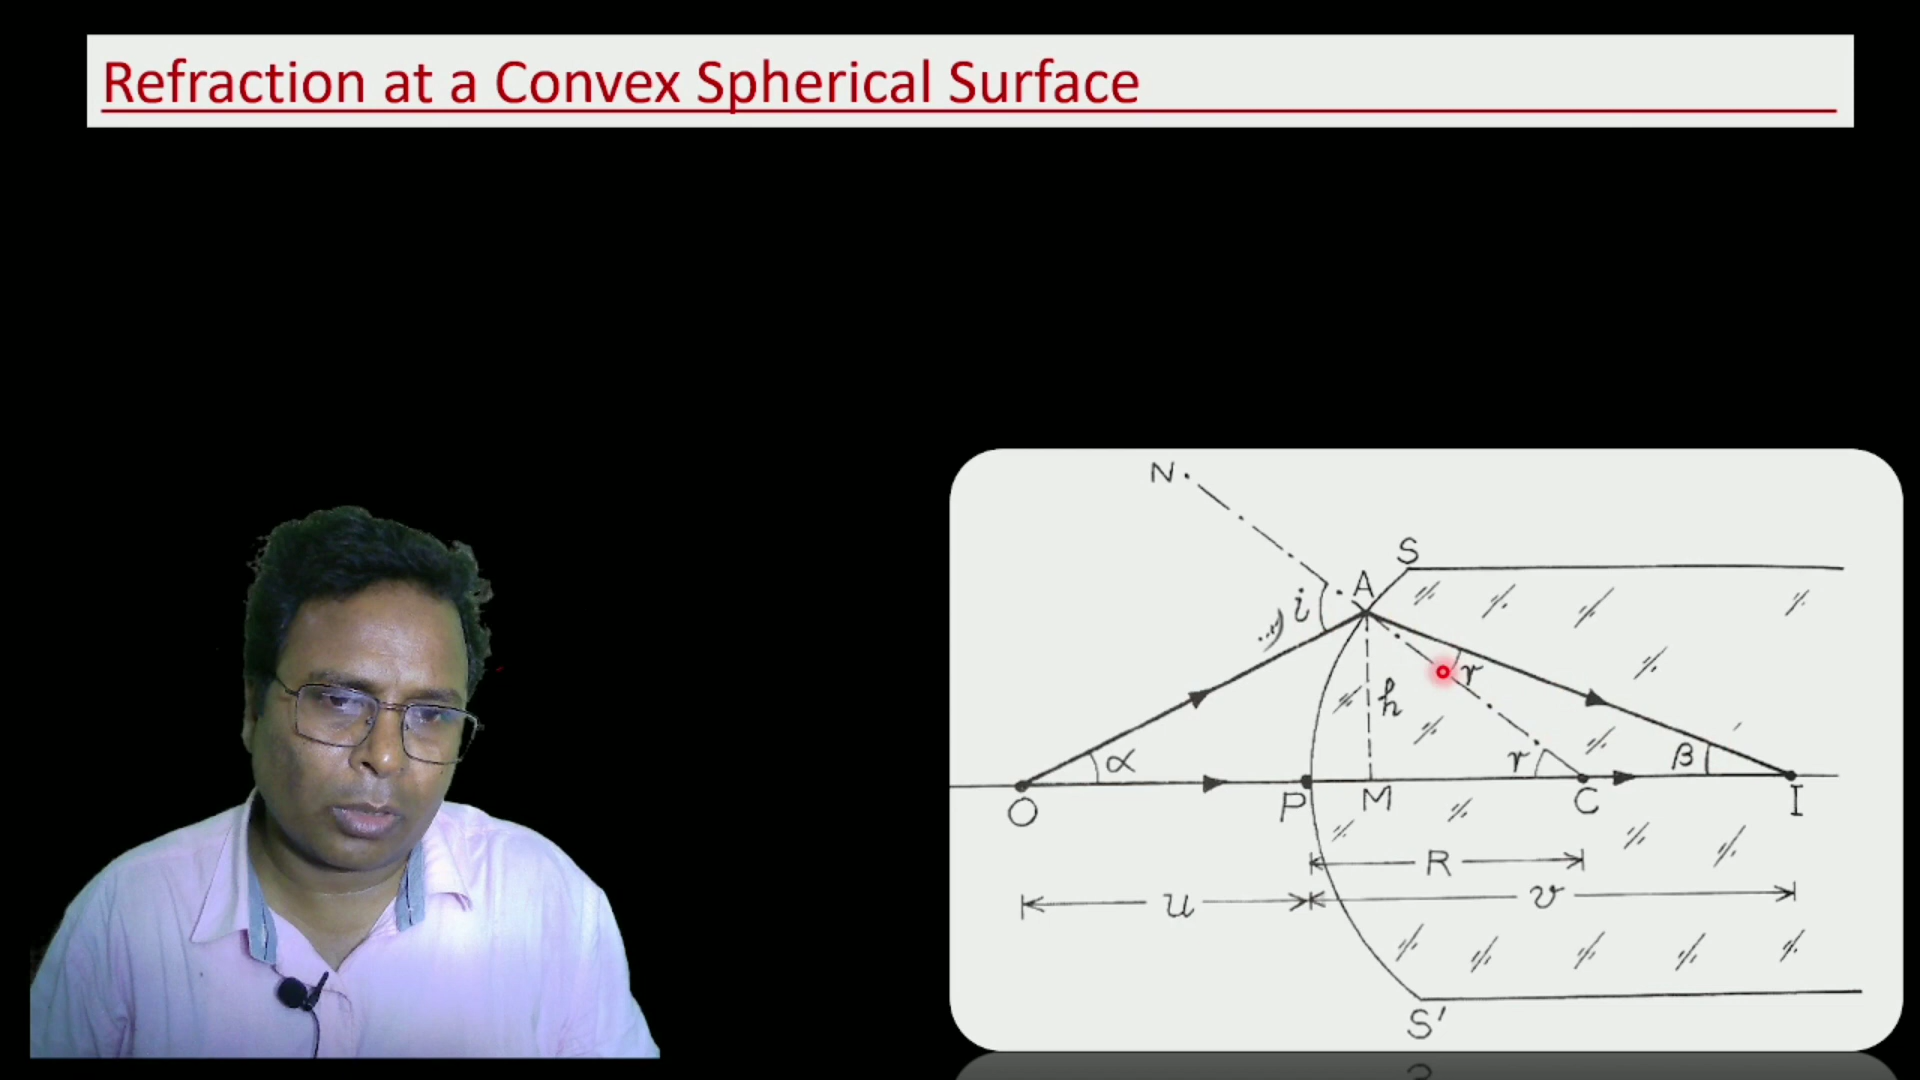 Refraction at a Convex Spherical Surface
N
S
A
i
r
h
α
r
β
O
P
M
C
I
R
u
v
S'